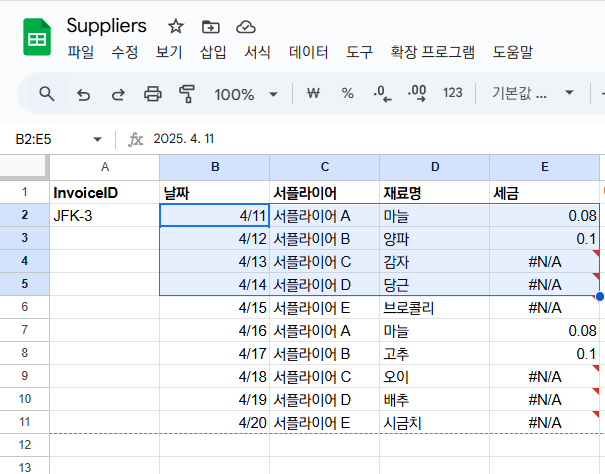 Suppliers
파일 수정 보기 삽입 서식 데이터 도구 확장 프로그램 도움말
100% ₩ % .0 .00 123 기본값 ...
B2:E5 fx 2025. 4. 11
A B C D E
1 InvoiceID 날짜 서플라이어 재료명 세금
2 JFK-3 4/11 서플라이어 A 마늘 0.08
3 4/12 서플라이어 B 양파 0.1
4 4/13 서플라이어 C 감자 #N/A
5 4/14 서플라이어 D 당근 #N/A
6 4/15 서플라이어 E 브로콜리 #N/A
7 4/16 서플라이어 A 마늘 0.08
8 4/17 서플라이어 B 고추 0.1
9 4/18 서플라이어 C 오이 #N/A
10 4/19 서플라이어 D 배추 #N/A
11 4/20 서플라이어 E 시금치 #N/A
12
13